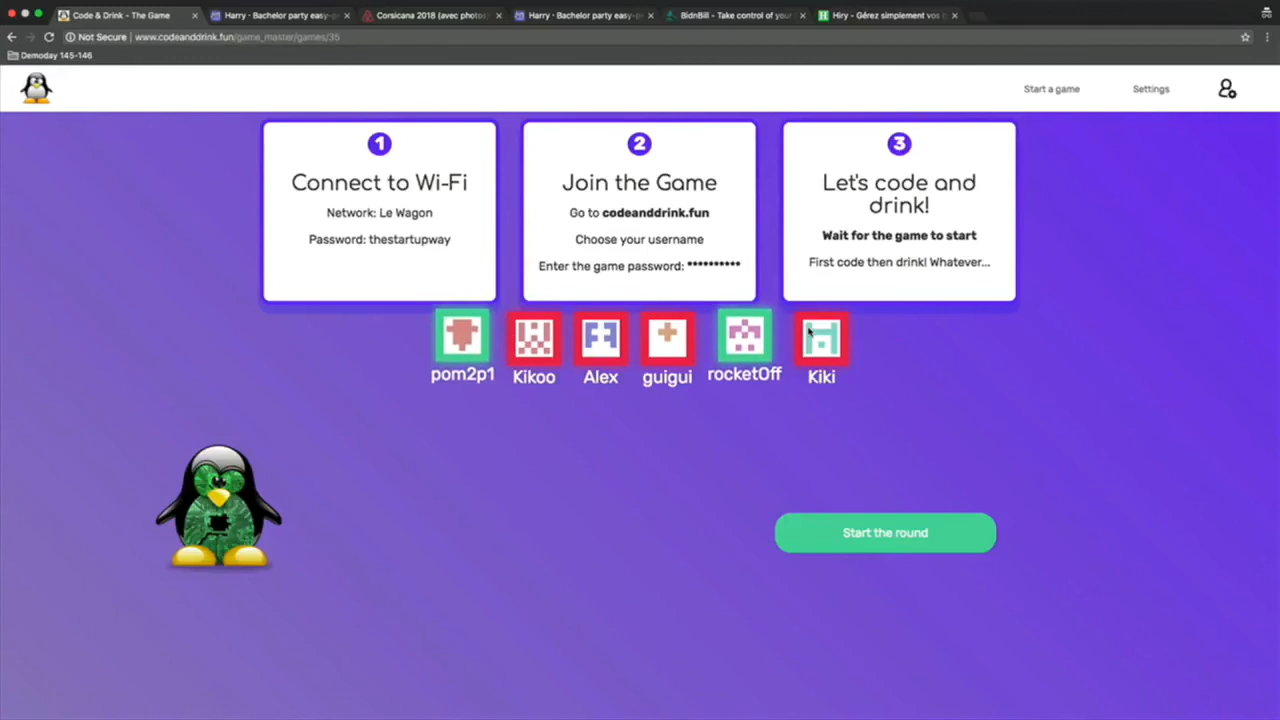 Code & Drink - The Game
Harry - Bachelor party easy-
Corsicana 2018 (avec photos
Harry - Bachelor party easy-
BidnBill - Take control of your
Hiry - Gérez simplement vos
Not Secure | www.codeanddrink.fun/game_master/games/35
Demoday 145-146
Start a game
Settings
1
Connect to Wi-Fi
Network: Le Wagon
Password: thestartupway
2
Join the Game
Go to codeanddrink.fun
Choose your username
Enter the game password: **********
3
Let's code and
drink!
Wait for the game to start
First code then drink! Whatever...
pom2p1
Kikoo
Alex
guigui
rocketOff
Kiki
Start the round